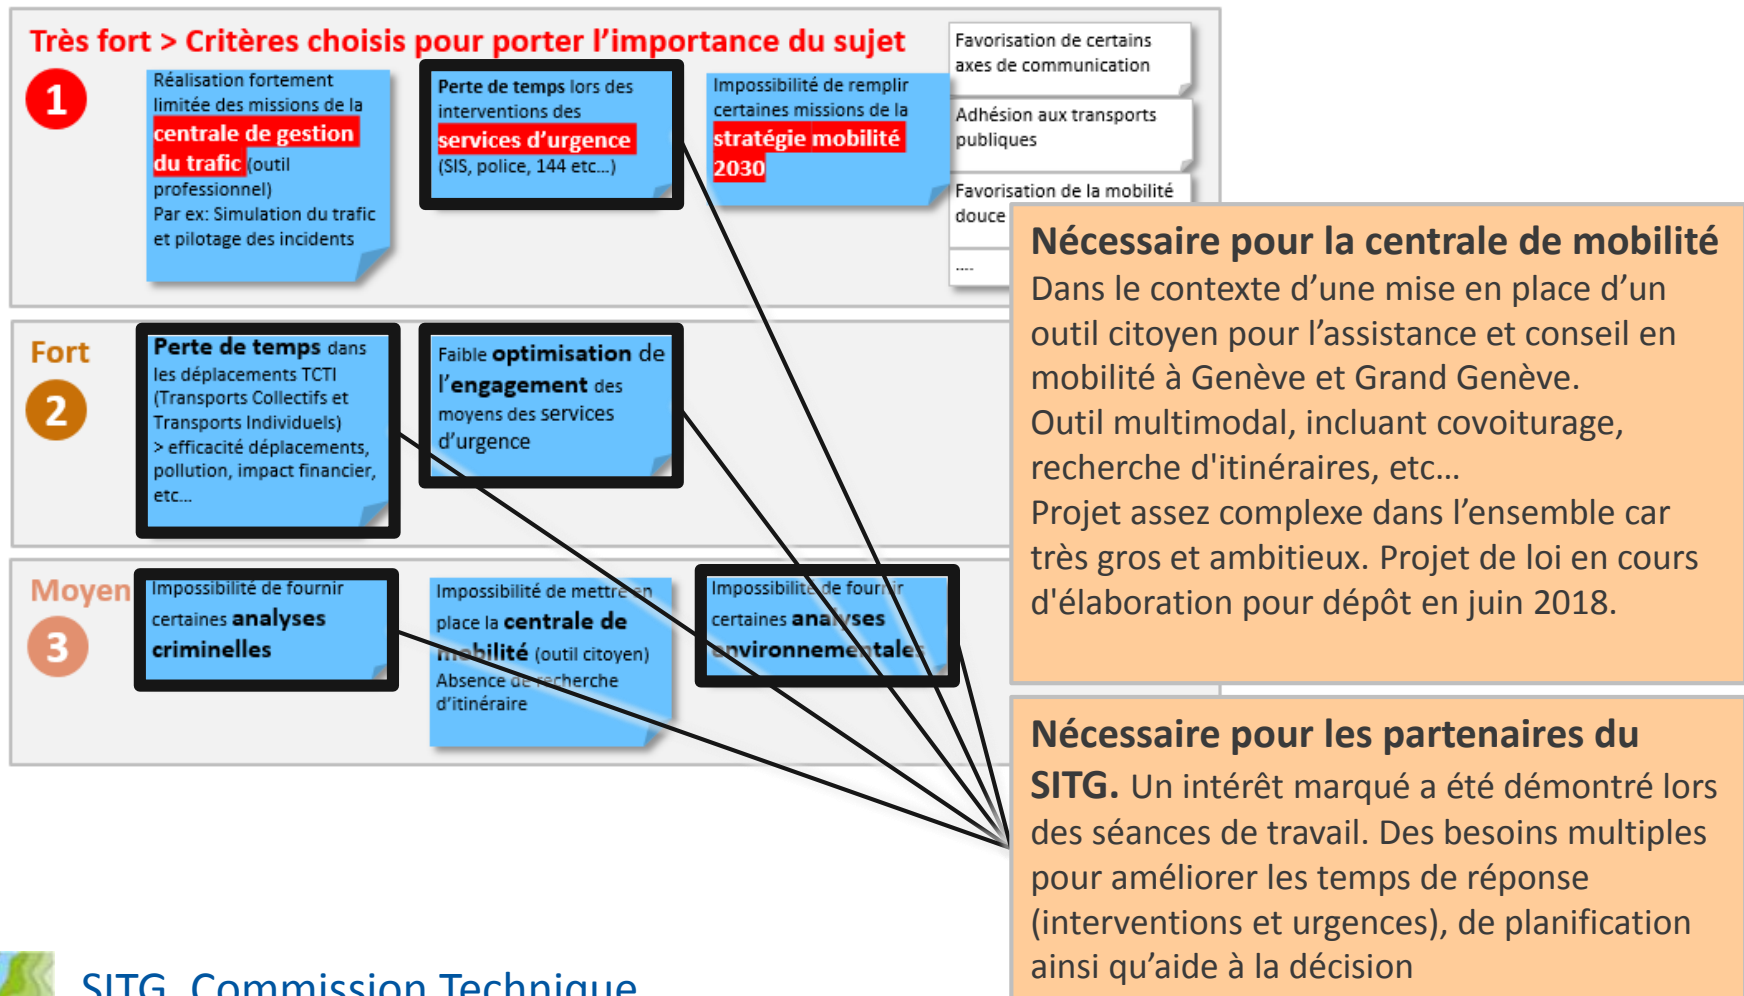 Très fort > Critères choisis pour porter l’importance du sujet
1
Réalisation fortement
limitée des missions de la
centrale de gestion
du trafic (outil
professionnel)
Par ex: Simulation du trafic
et pilotage des incidents
Perte de temps lors des
interventions des
services d’urgence
(SIS, police, 144 etc…)
Impossibilité de remplir
certaines missions de la
stratégie mobilité
2030
Favorisation de certains
axes de communication
Adhésion aux transports
publiques
Favorisation de la mobilité
douce
....
Fort
2
Perte de temps dans
les déplacements TCTI
(Transports Collectifs et
Transports Individuels)
> efficacité déplacements,
pollution, impact financier,
etc…
Faible optimisation de
l’engagement des
moyens des services
d’urgence
Moyen
3
Impossibilité de fournir
certaines analyses
criminelles
Impossibilité de mettre en
place la centrale de
mobilité (outil citoyen)
Absence de recherche
d’itinéraire
Impossibilité de fournir
certaines analyses
environnementales
Nécessaire pour la centrale de mobilité
Dans le contexte d’une mise en place d’un
outil citoyen pour l’assistance et conseil en
mobilité à Genève et Grand Genève.
Outil multimodal, incluant covoiturage,
recherche d'itinéraires, etc…
Projet assez complexe dans l’ensemble car
très gros et ambitieux. Projet de loi en cours
d'élaboration pour dépôt en juin 2018.
Nécessaire pour les partenaires du
SITG. Un intérêt marqué a été démontré lors
des séances de travail. Des besoins multiples
pour améliorer les temps de réponse
(interventions et urgences), de planification
ainsi qu’aide à la décision
SITG, Commission Technique